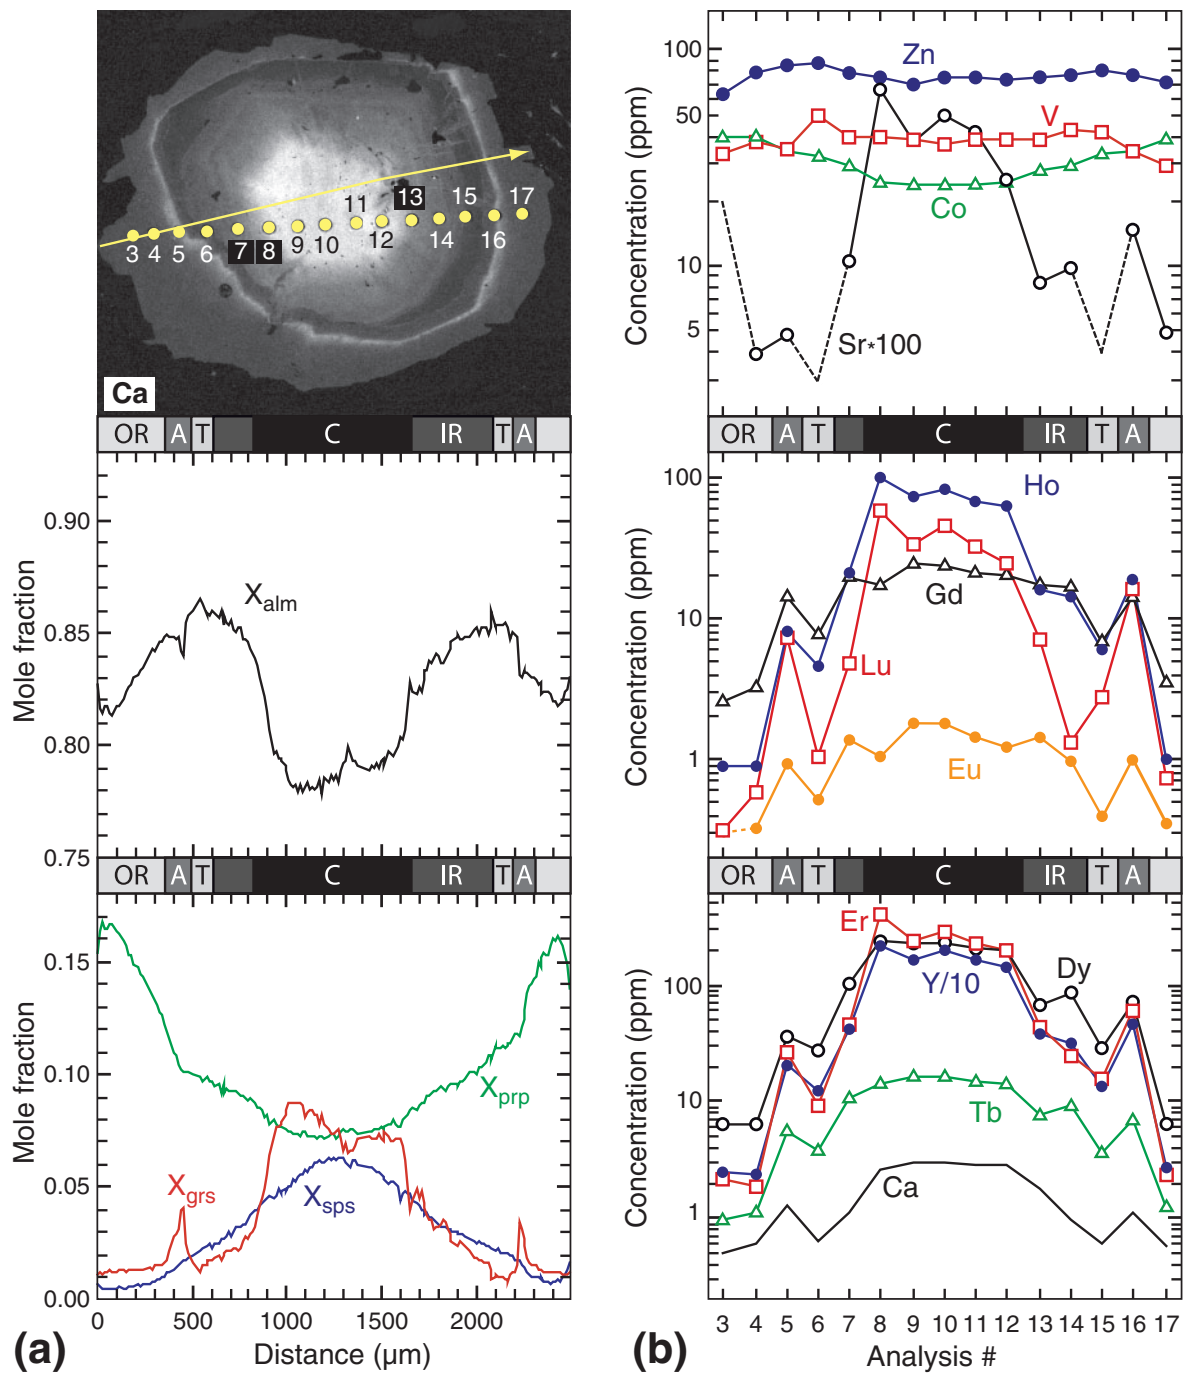 3 4 5 6 7 8 9 10 11 12 13 14 15 16 17
Ca
OR A T C IR T A
Mole fraction
0.90
0.85
0.80
0.75
Xalm
OR A T C IR T A
Mole fraction
0.15
0.10
0.05
0.00
Xprp
Xgrs
Xsps
0 500 1000 1500 2000
Distance (µm)
(a)
Concentration (ppm)
100
50
10
5
Zn
V
Co
Sr*100
OR A T C IR T A
Concentration (ppm)
100
10
1
Ho
Gd
Lu
Eu
OR A T C IR T A
Concentration (ppm)
100
10
1
Er
Dy
Y/10
Tb
Ca
3 4 5 6 7 8 9 10 11 12 13 14 15 16 17
Analysis #
(b)